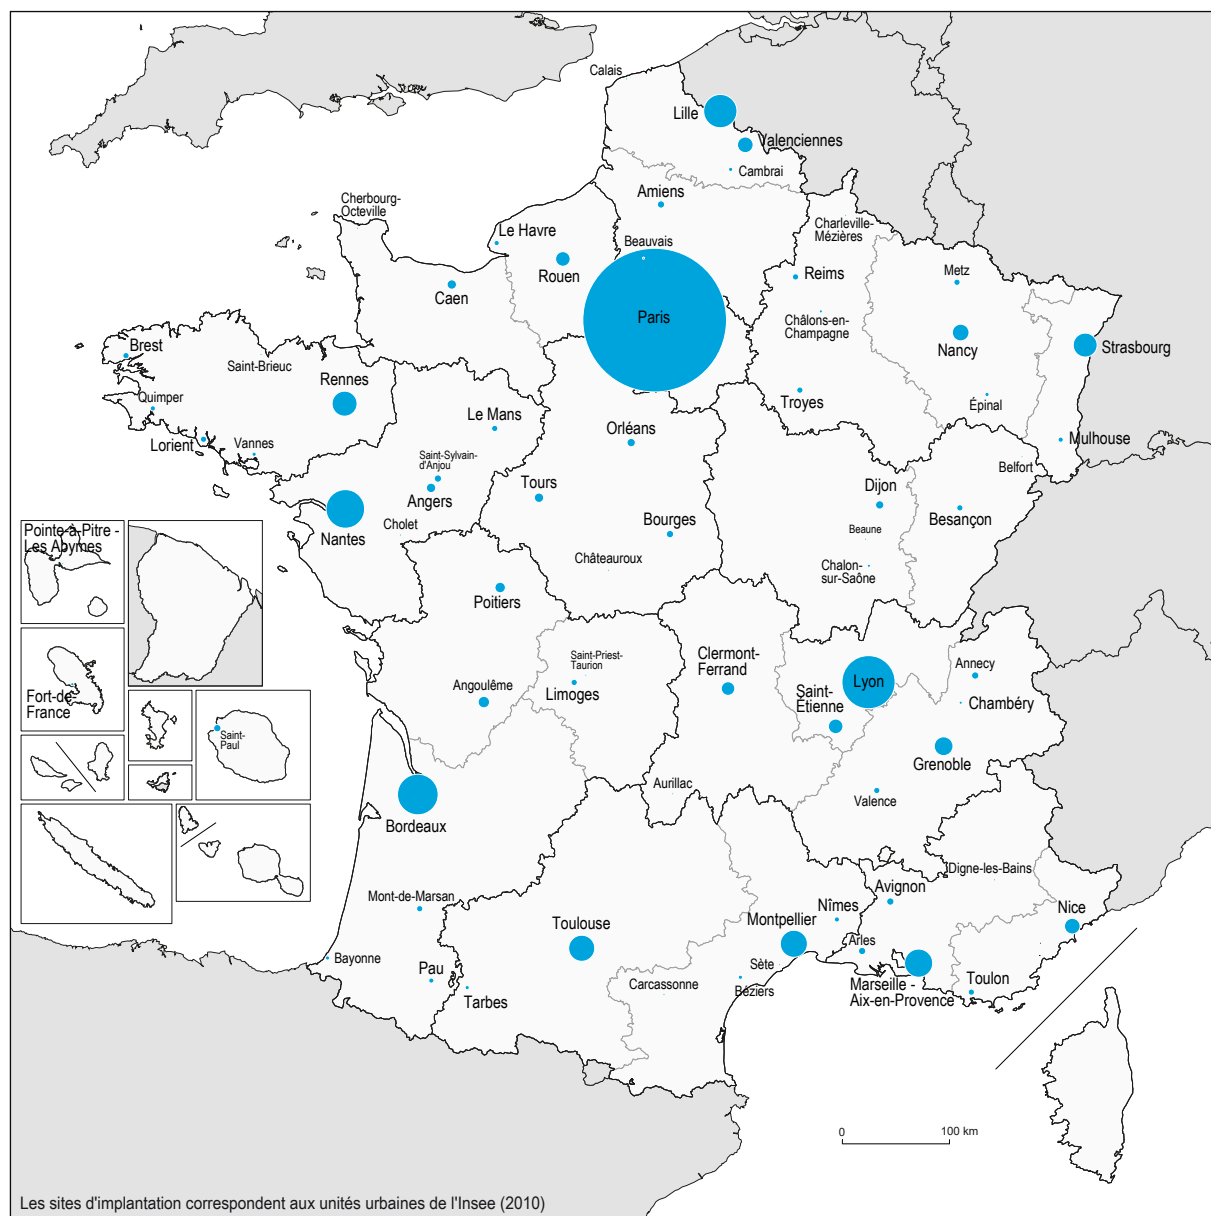 Calais
Lille
Valenciennes
Cambrai
Amiens
Cherbourg-
Octeville
Charleville-
Mézières
Le Havre
Beauvais
Rouen
Reims
Metz
Caen
Paris
Châlons-en-
Champagne
Nancy
Strasbourg
Brest
Saint-Brieuc
Rennes
Quimper
Troyes
Épinal
Le Mans
Orléans
Mulhouse
Lorient
Vannes
Saint-Sylvain-
d'Anjou
Belfort
Tours
Angers
Dijon
Bourges
Besançon
Pointe-à-Pitre -
Les Abymes
Nantes
Cholet
Beaune
Châteauroux
Chalon-
sur-Saône
Poitiers
Saint-Priest-
Taurion
Clermont-
Ferrand
Annecy
Angoulême
Limoges
Lyon
Saint-
Étienne
Chambéry
Fort-de-
France
Saint-
Paul
Grenoble
Aurillac
Valence
Bordeaux
Digne-les-Bains
Mont-de-Marsan
Avignon
Nîmes
Nice
Toulouse
Montpellier
Arles
Bayonne
Pau
Sète
Marseille -
Aix-en-Provence
Toulon
Tarbes
Carcassonne
Béziers
0 100 km
Les sites d'implantation correspondent aux unités urbaines de l'Insee (2010)